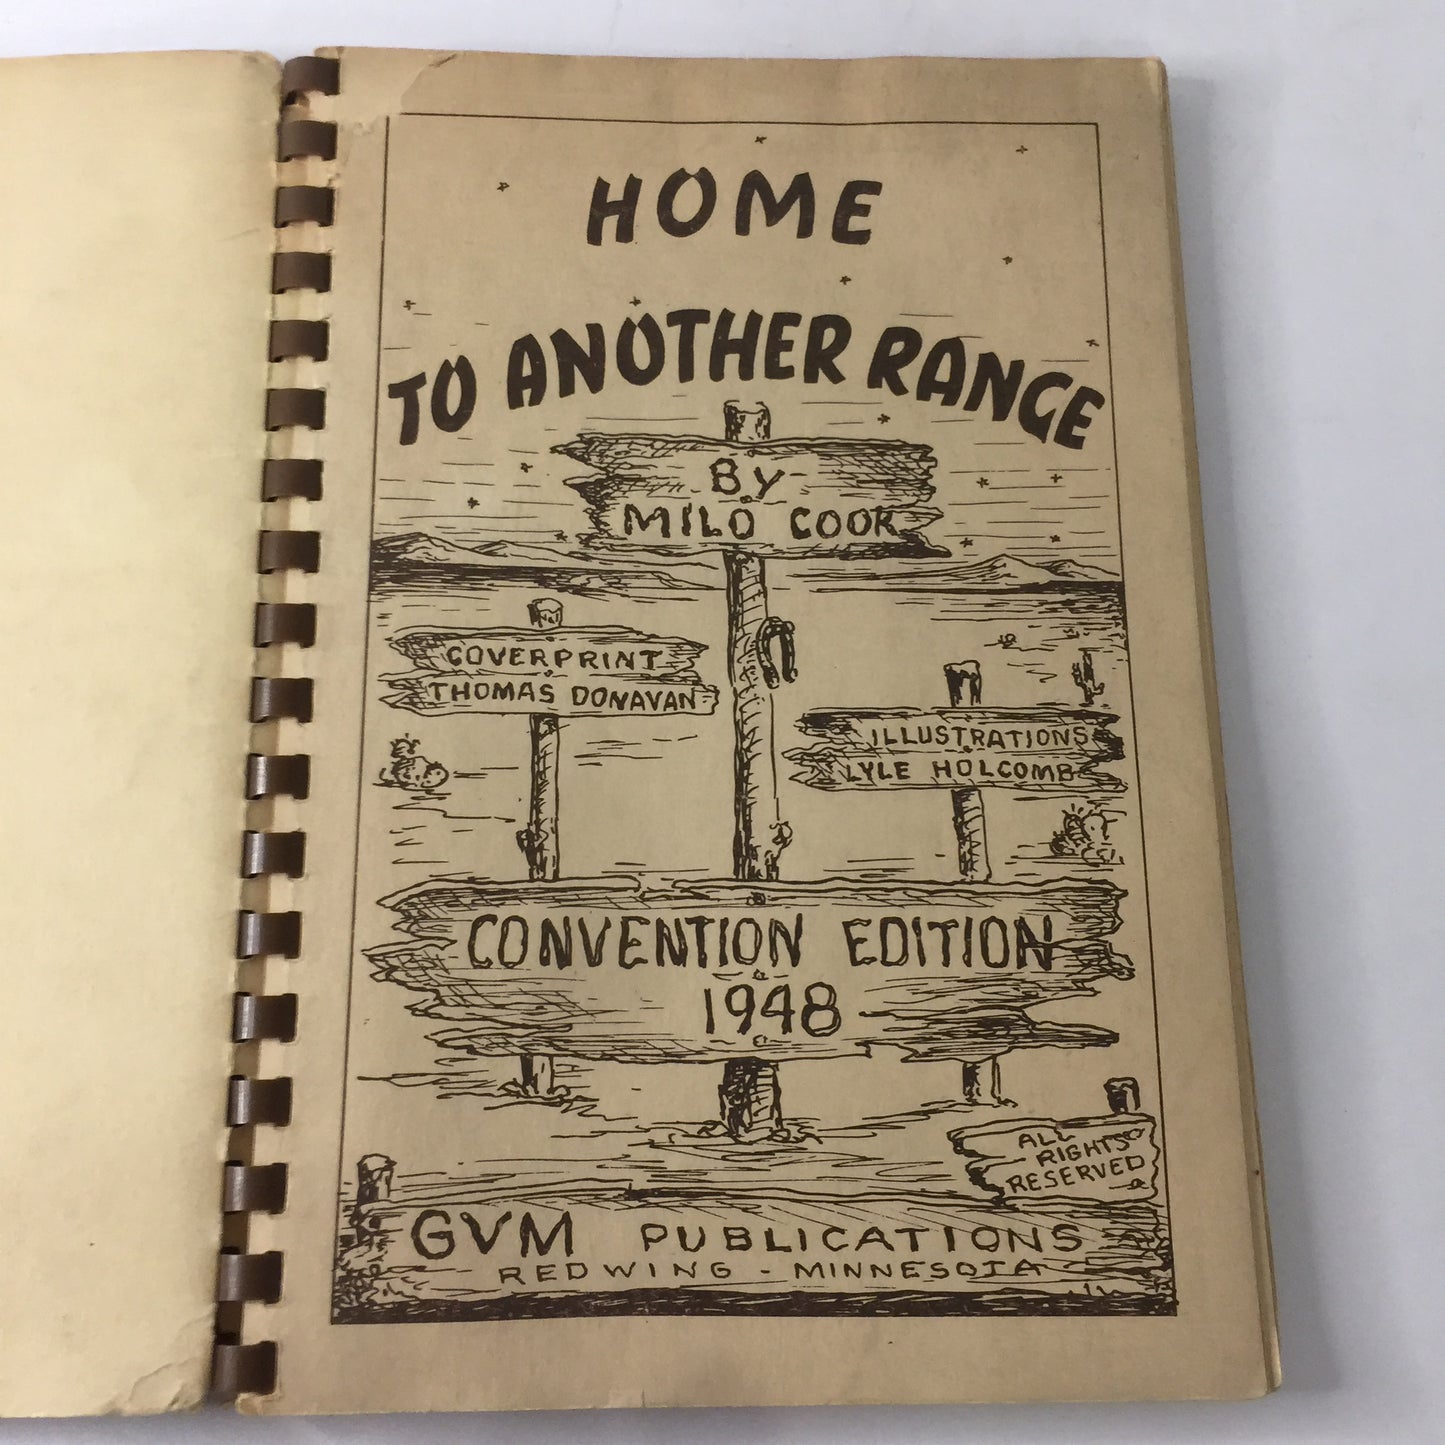 HOME
TO ANOTHER RANGE
BY
MILO COOK
COVERPRINT
THOMAS DONAVAN
ILLUSTRATIONS
LYLE HOLCOMB
CONVENTION EDITION
1948
ALL
RIGHTS
RESERVED
GVM PUBLICATIONS
REDWING - MINNESOTA